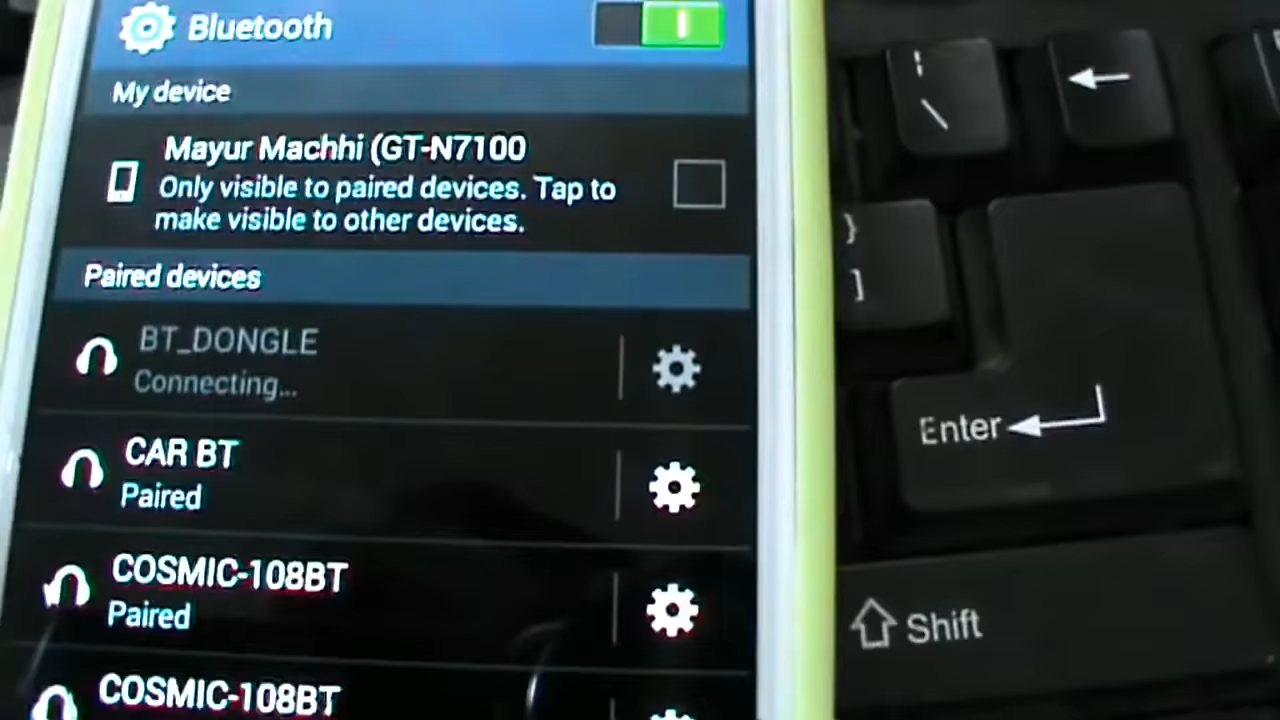 Bluetooth
My device
Mayur Machhi (GT-N7100
Only visible to paired devices. Tap to
make visible to other devices.
Paired devices
BT_DONGLE
Connecting...
CAR BT
Paired
COSMIC-108BT
Paired
COSMIC-108BT
¦
\
}
]
Enter
Shift